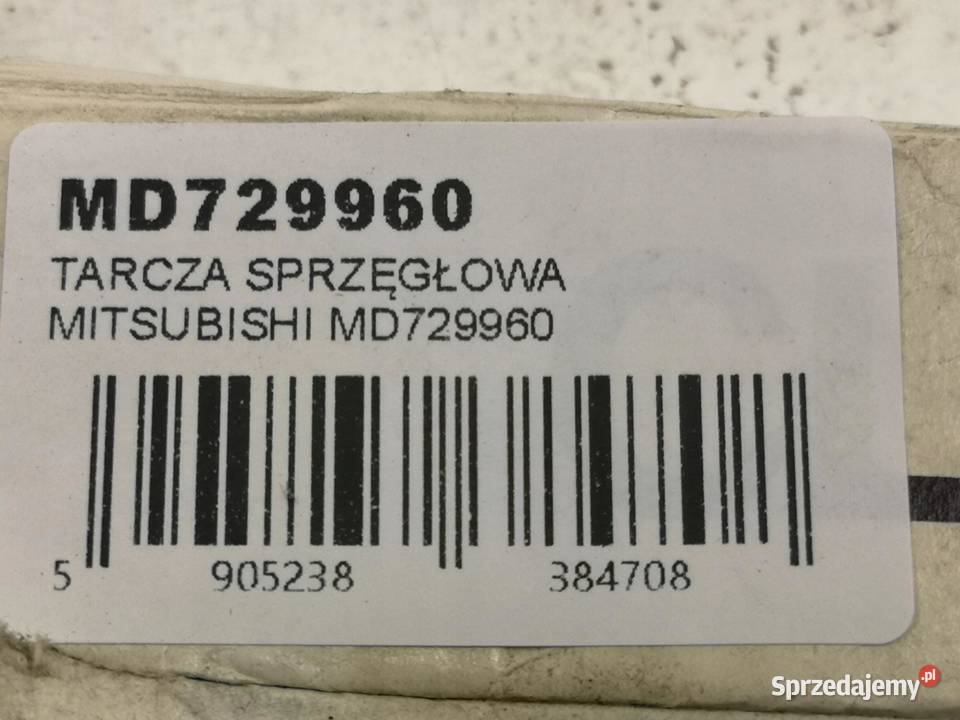 MD729960
TARCZA SPRZĘGŁOWA
MITSUBISHI MD729960
5 905238 384708
Sprzedajemy.pl